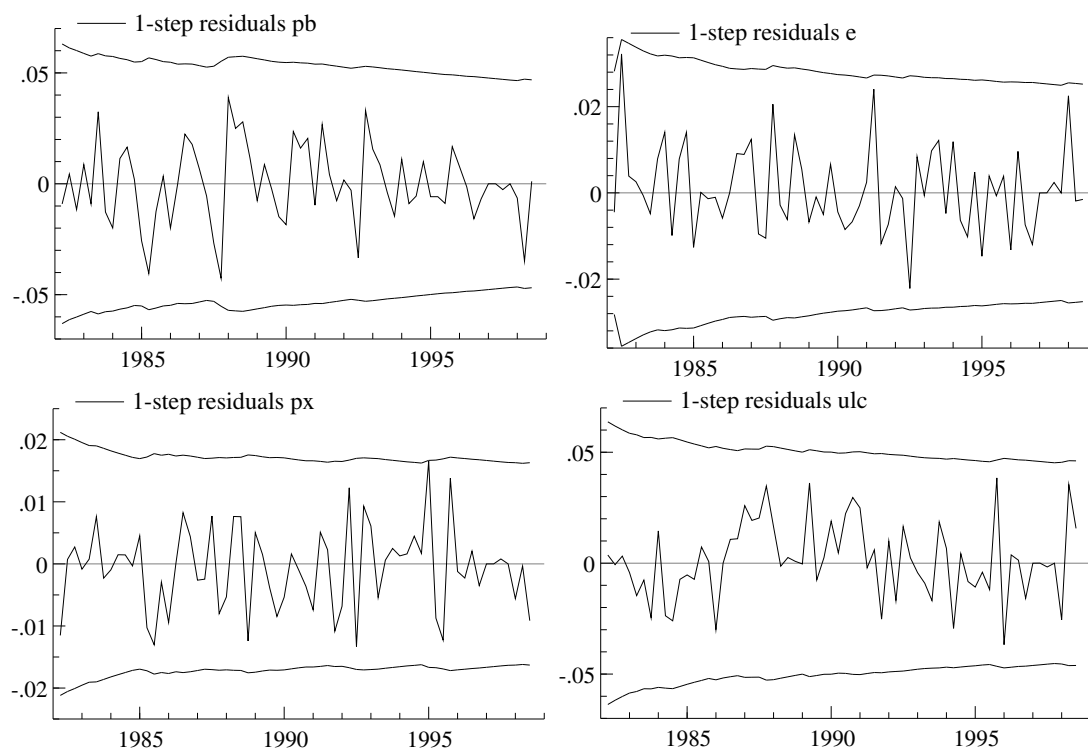 1-step residuals pb
.05
0
-.05
1985 1990 1995
1-step residuals e
.02
0
-.02
1985 1990 1995
1-step residuals px
.02
.01
0
-.01
-.02
1985 1990 1995
1-step residuals ulc
.05
0
-.05
1985 1990 1995